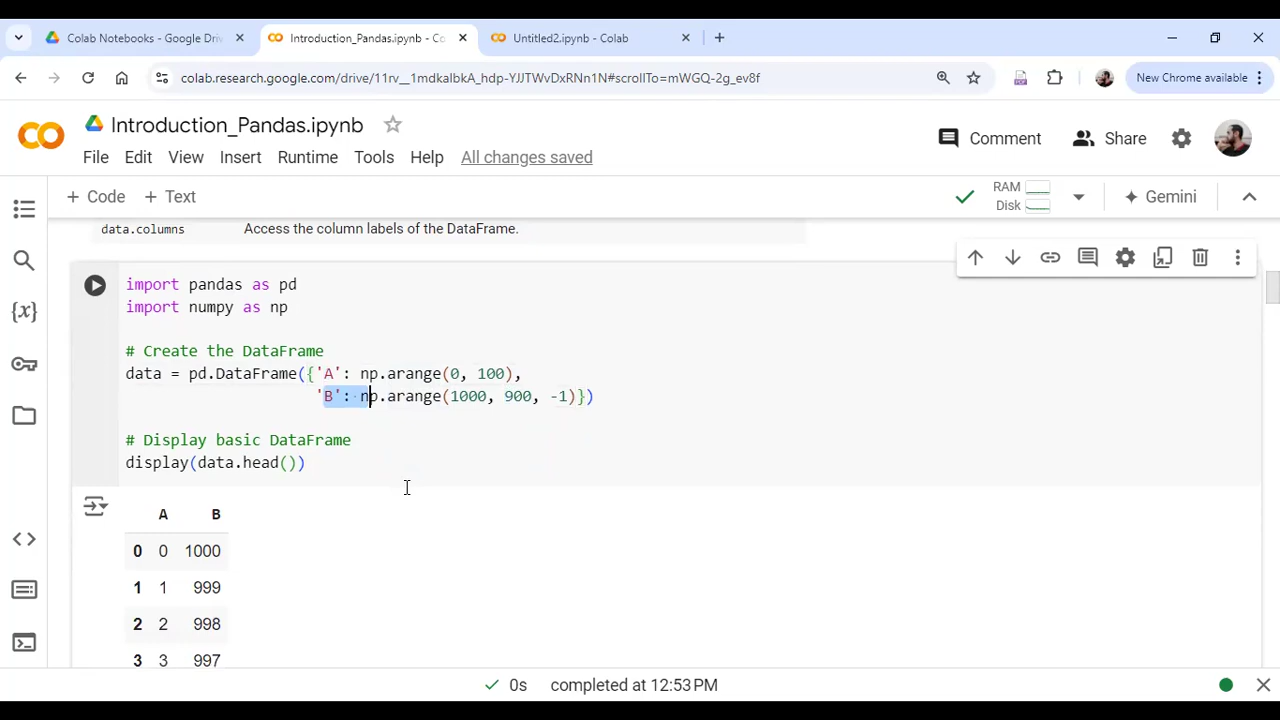 Colab Notebooks - Google Driv
Introduction_Pandas.ipynb - Co
Untitled2.ipynb - Colab
colab.research.google.com/drive/11rv__1mdkaIbkA_hdp-YJJTWvDxRNn1N#scrollTo=mWGQ-2g_ev8f
New Chrome available
Introduction_Pandas.ipynb
Comment
Share
File Edit View Insert Runtime Tools Help All changes saved
+ Code + Text
RAM
Disk
Gemini
data.columns Access the column labels of the DataFrame.
import pandas as pd
import numpy as np
# Create the DataFrame
data = pd.DataFrame({'A': np.arange(0, 100),
'B': np.arange(1000, 900, -1)})
# Display basic DataFrame
display(data.head())
A B
0 0 1000
1 1 999
2 2 998
3 3 997
0s completed at 12:53 PM